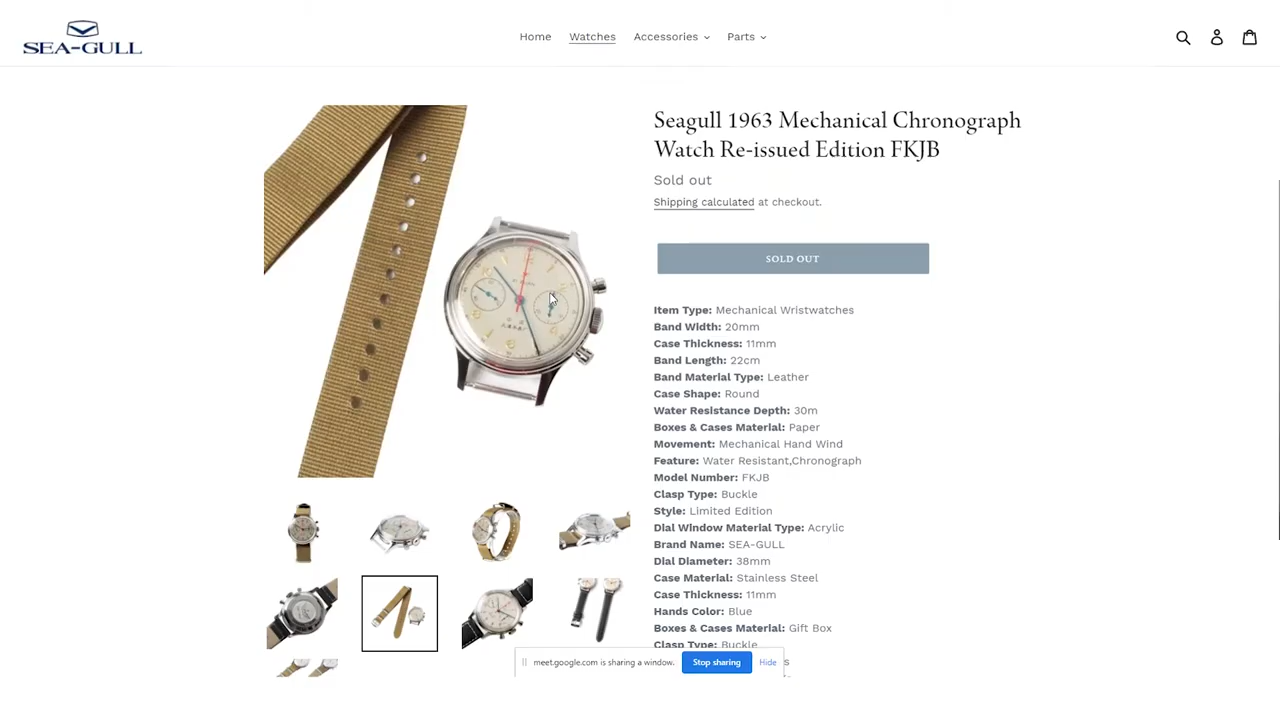 SEA-GULL
Home
Watches
Accessories
Parts
Seagull 1963 Mechanical Chronograph
Watch Re-issued Edition FKJB
Sold out
Shipping calculated at checkout.
SOLD OUT
Item Type: Mechanical Wristwatches
Band Width: 20mm
Case Thickness: 11mm
Band Length: 22cm
Band Material Type: Leather
Case Shape: Round
Water Resistance Depth: 30m
Boxes & Cases Material: Paper
Movement: Mechanical Hand Wind
Feature: Water Resistant,Chronograph
Model Number: FKJB
Clasp Type: Buckle
Style: Limited Edition
Dial Window Material Type: Acrylic
Brand Name: SEA-GULL
Dial Diameter: 38mm
Case Material: Stainless Steel
Case Thickness: 11mm
Hands Color: Blue
Boxes & Cases Material: Gift Box
Clasp Type: Buckle
meet.google.com is sharing a window.
Stop sharing
Hide